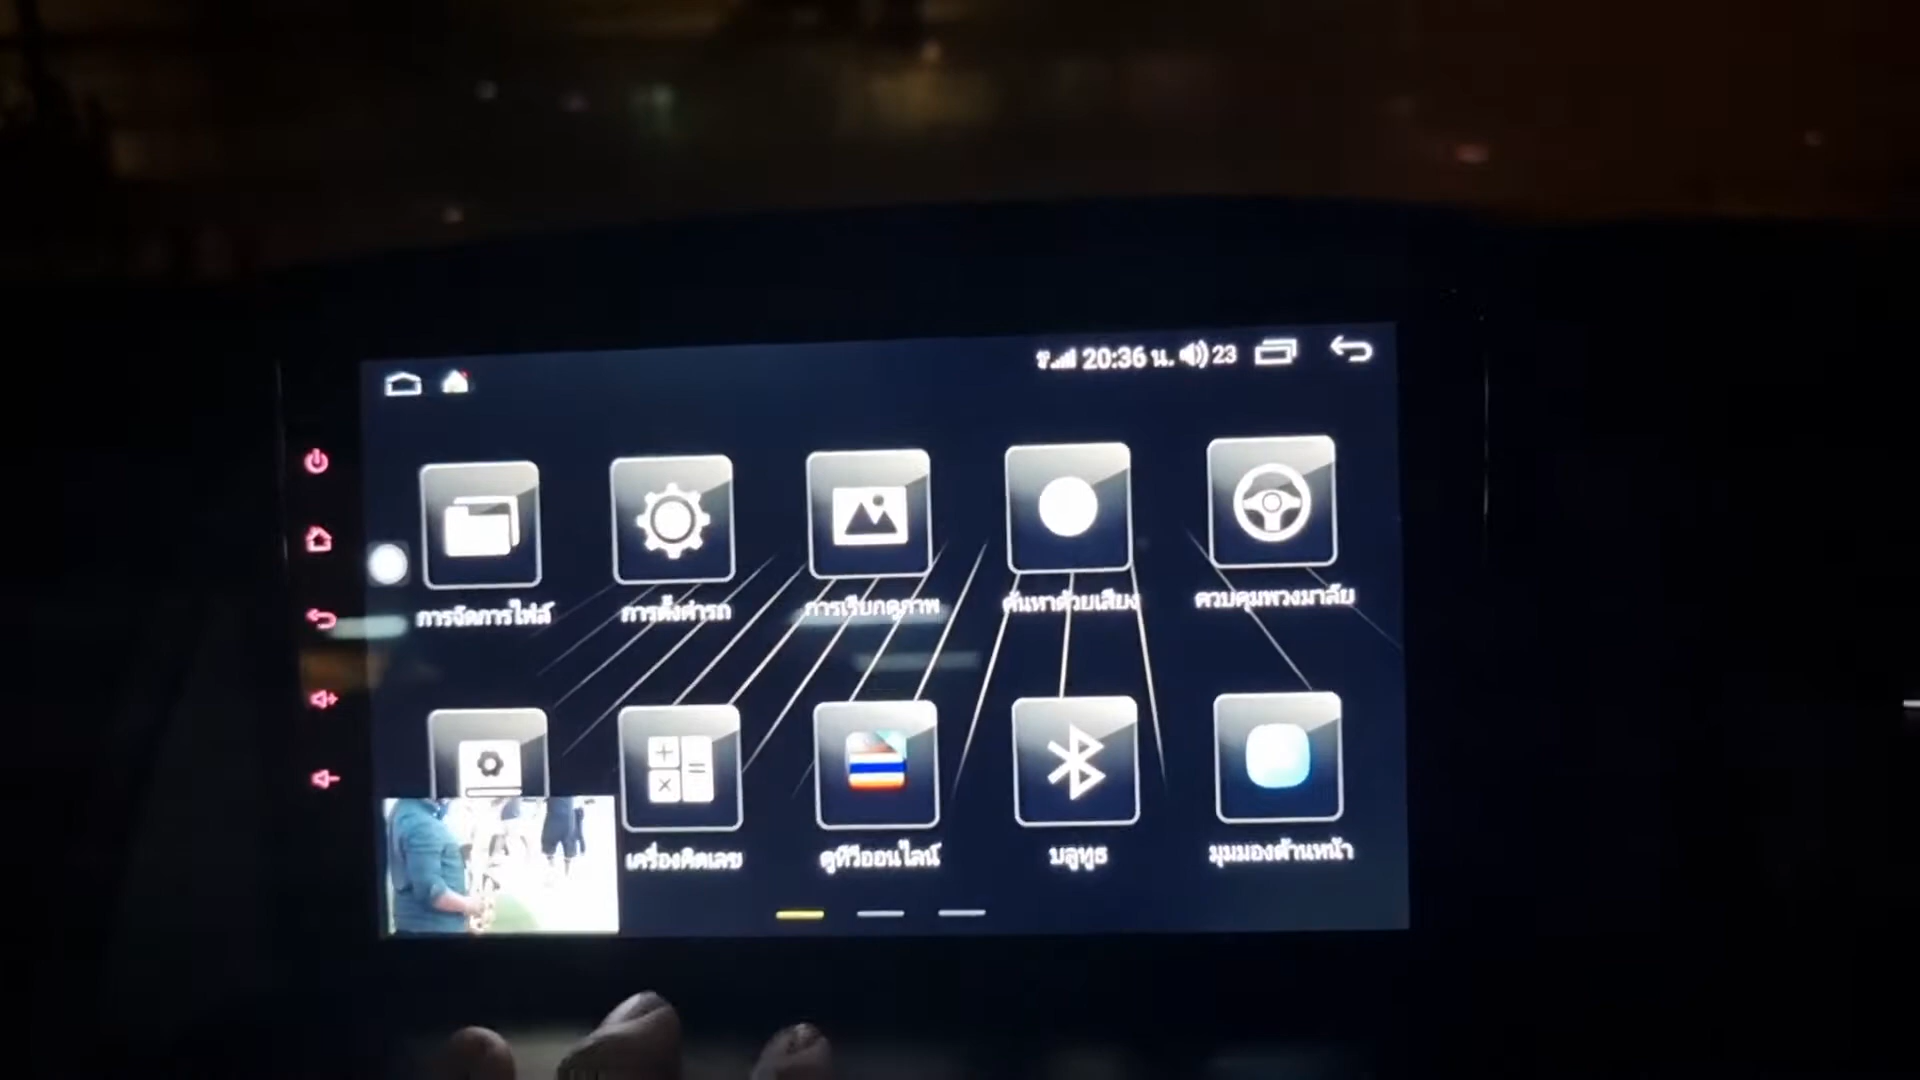 20:36 น. 23
การจัดการไฟล์
การตั้งค่ารถ
การเรียกดูภาพ
ค้นหาด้วยเสียง
ควบคุมพวงมาลัย
เครื่องคิดเลข
ดูทีวีออนไลน์
บลูทูธ
มุมมองด้านหน้า